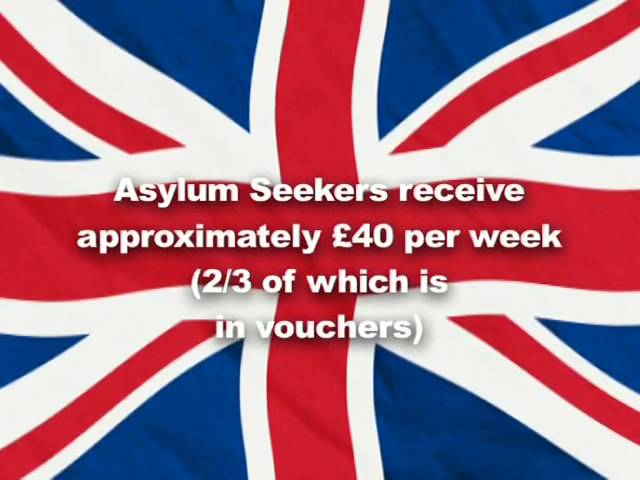 Asylum Seekers receive
approximately £40 per week
(2/3 of which is
in vouchers)